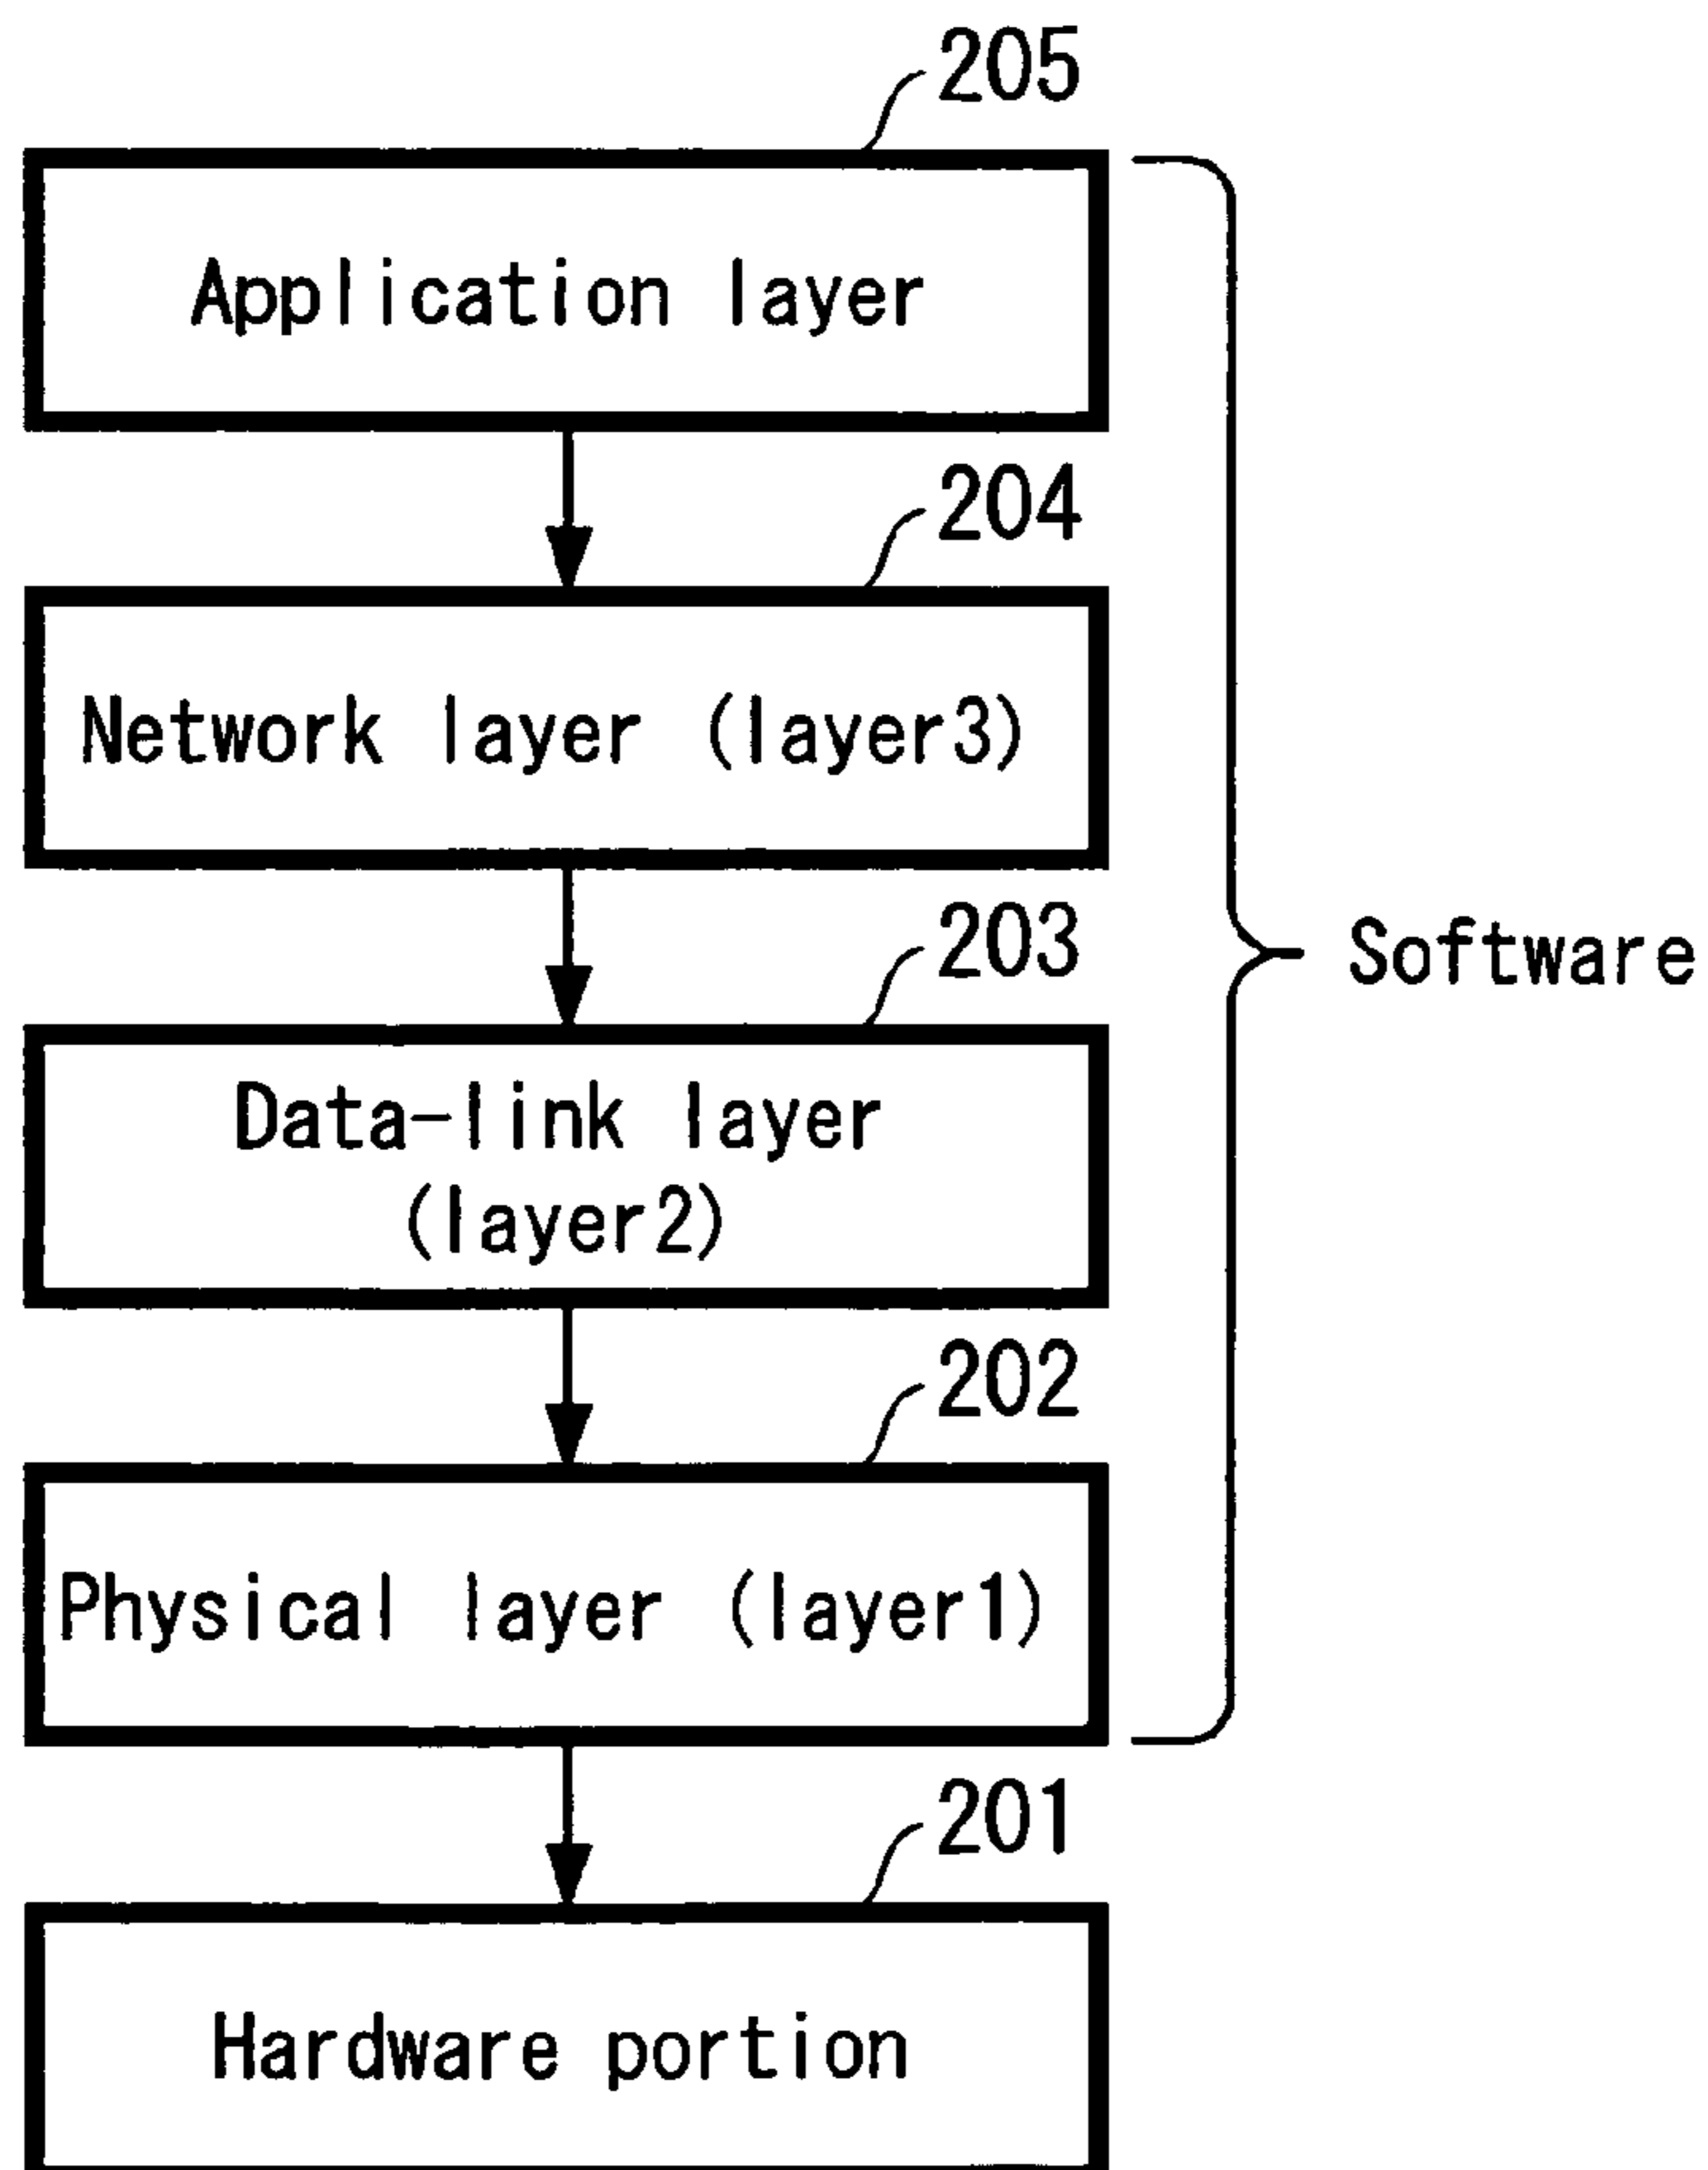 205
Application layer
204
Network layer (layer3)
203
Software
Data-link layer
(layer2)
202
Physical layer (layer1)
201
Hardware portion